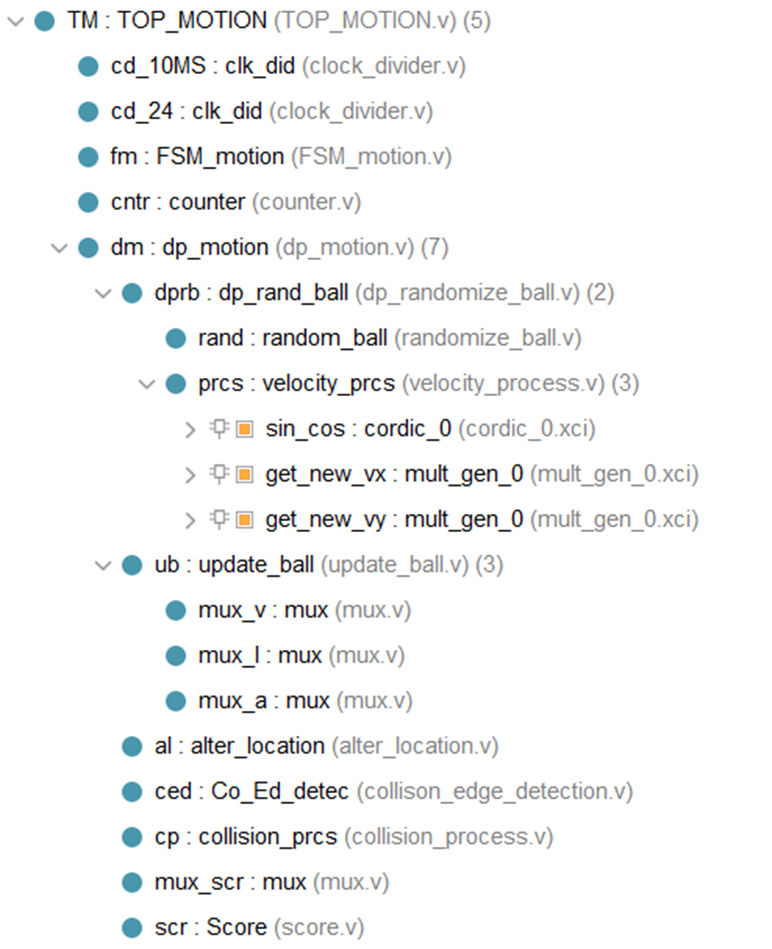 TM : TOP_MOTION (TOP_MOTION.v) (5)
cd_10MS : clk_did (clock_divider.v)
cd_24 : clk_did (clock_divider.v)
fm : FSM_motion (FSM_motion.v)
cntr : counter (counter.v)
dm : dp_motion (dp_motion.v) (7)
dprb : dp_rand_ball (dp_randomize_ball.v) (2)
rand : random_ball (randomize_ball.v)
prcs : velocity_prcs (velocity_process.v) (3)
sin_cos : cordic_0 (cordic_0.xci)
get_new_vx : mult_gen_0 (mult_gen_0.xci)
get_new_vy : mult_gen_0 (mult_gen_0.xci)
ub : update_ball (update_ball.v) (3)
mux_v : mux (mux.v)
mux_l : mux (mux.v)
mux_a : mux (mux.v)
al : alter_location (alter_location.v)
ced : Co_Ed_detec (collison_edge_detection.v)
cp : collision_prcs (collision_process.v)
mux_scr : mux (mux.v)
scr : Score (score.v)